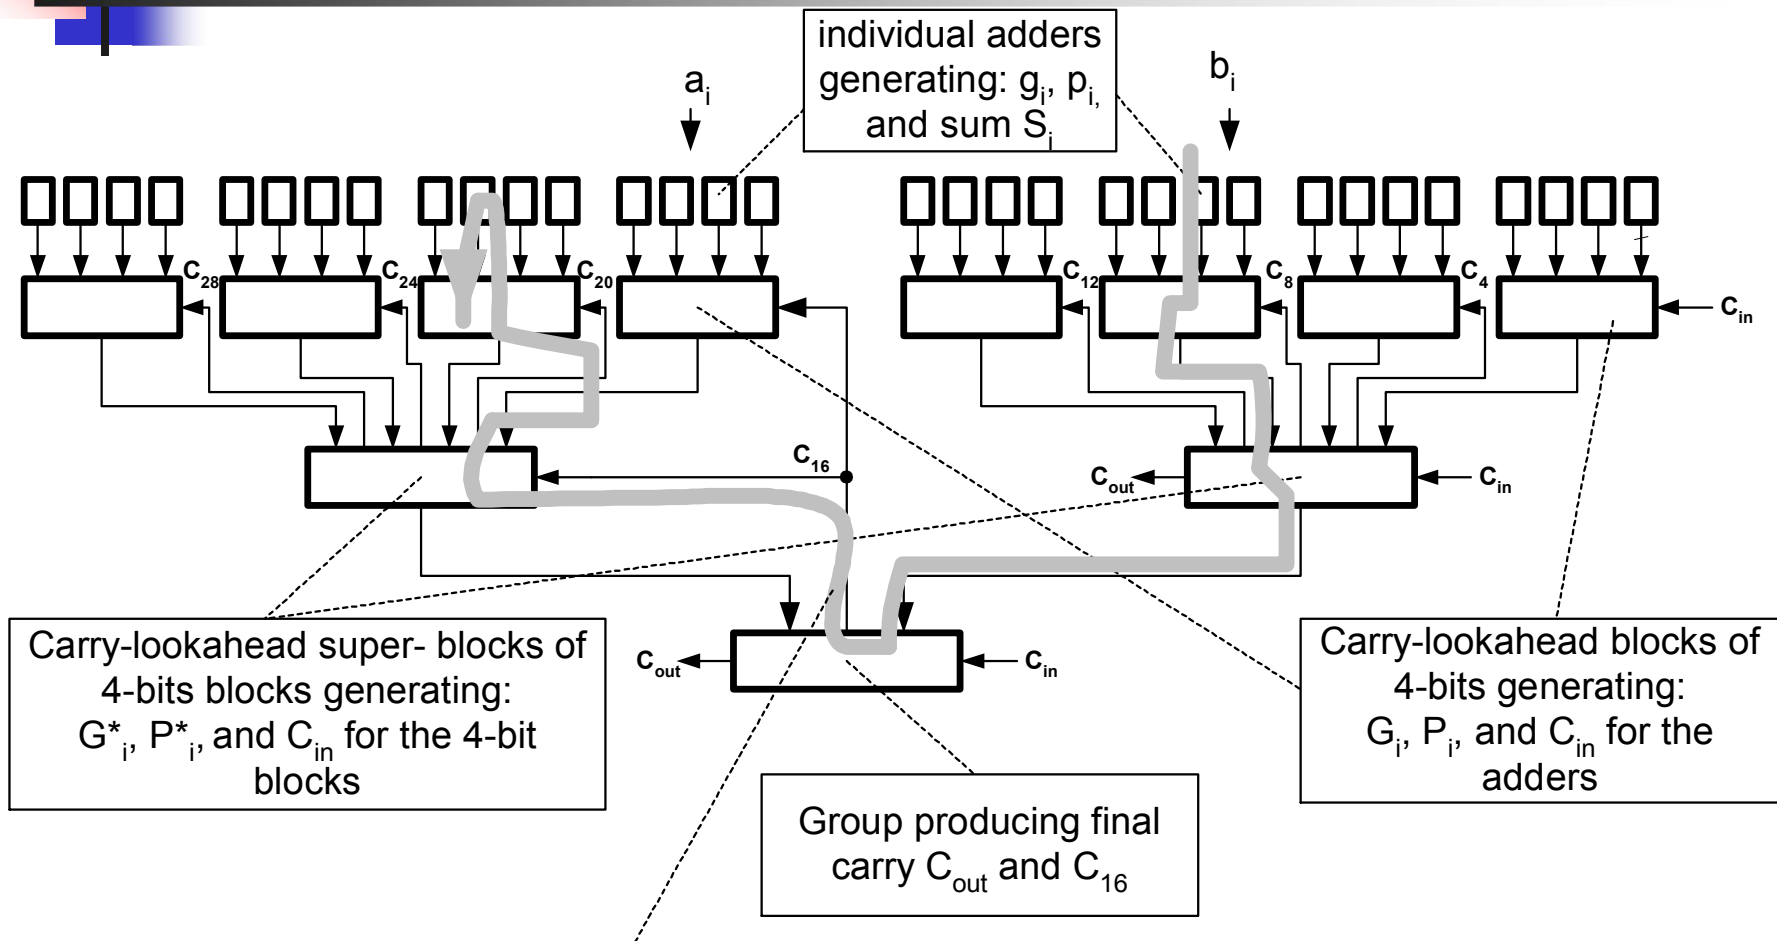 individual adders
generating: gi, pi,
and sum Si
ai
bi
C28
C24
C20
C12
C8
C4
Cin
C16
Cout
Cin
Cout
Cin
Carry-lookahead super- blocks of
4-bits blocks generating:
G*i, P*i, and Cin for the 4-bit
blocks
Carry-lookahead blocks of
4-bits generating:
Gi, Pi, and Cin for the
adders
Group producing final
carry Cout and C16